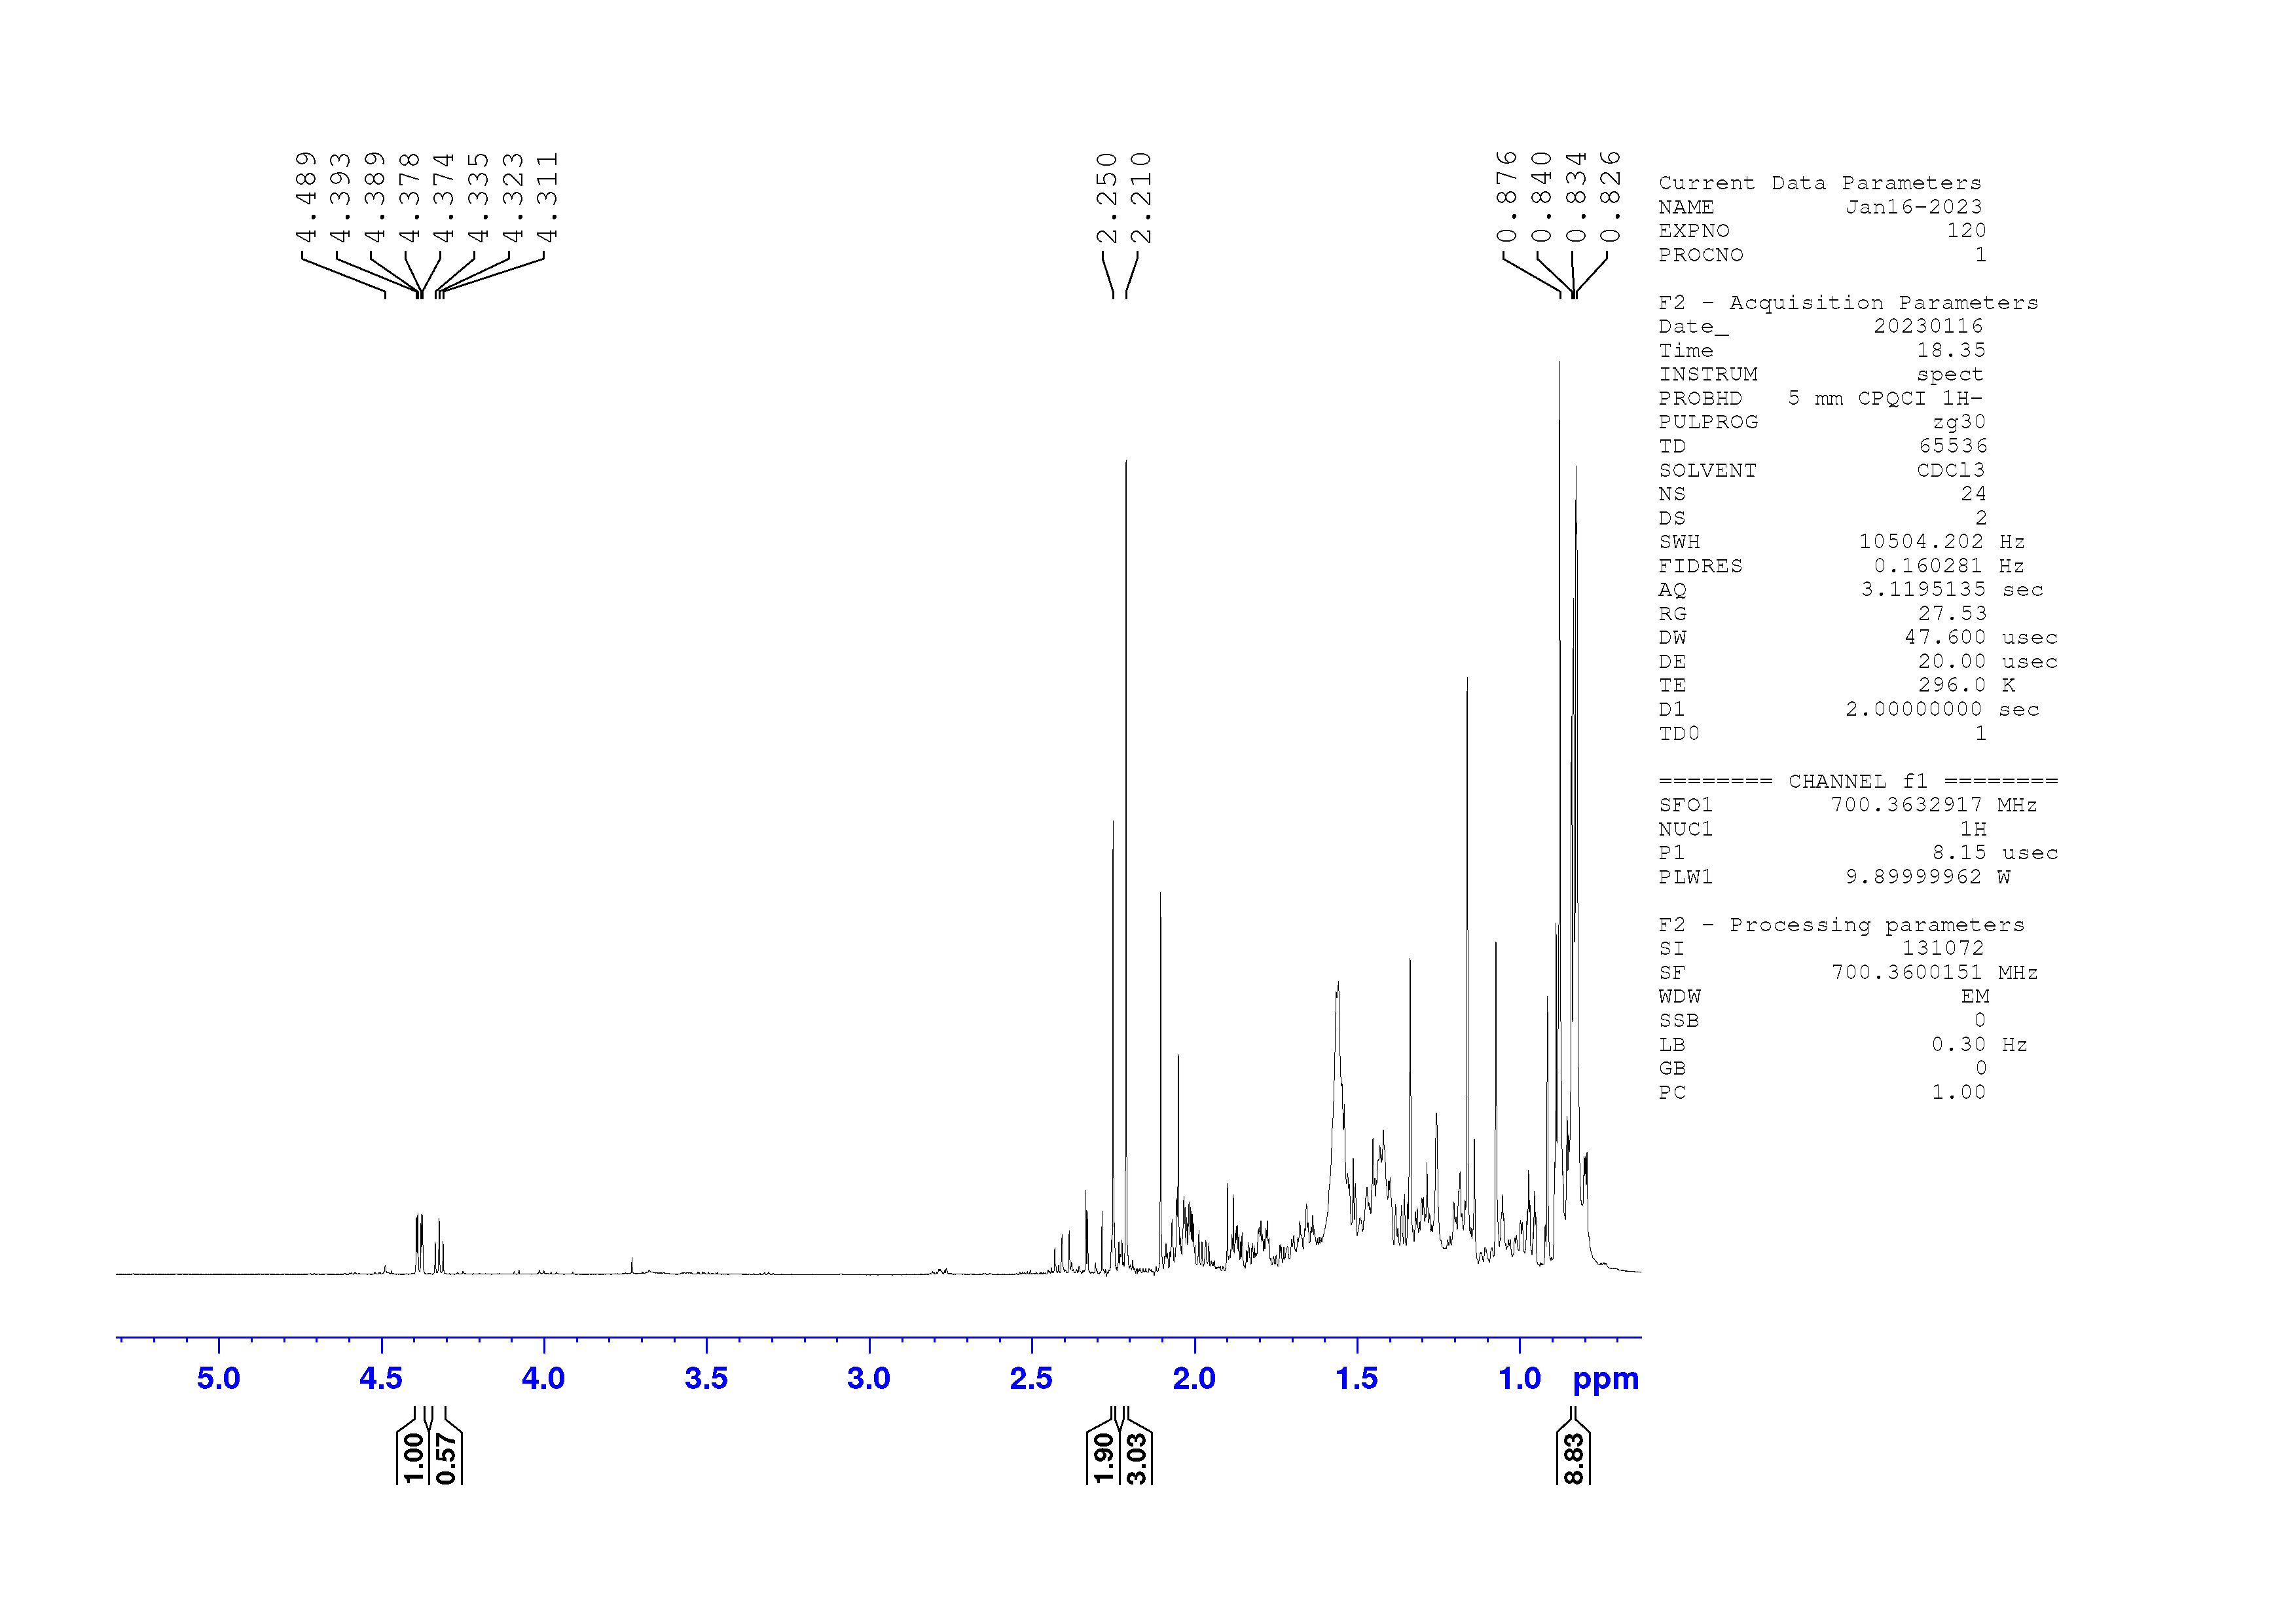 4.489
4.393
4.389
4.378
4.374
4.335
4.323
4.311
2.250
2.210
0.876
0.840
0.834
0.826
Current Data Parameters
NAME Jan16-2023
EXPNO 120
PROCNO 1
F2 - Acquisition Parameters
Date_ 20230116
Time 18.35
INSTRUM spect
PROBHD 5 mm CPQCI 1H-
PULPROG zg30
TD 65536
SOLVENT CDCl3
NS 24
DS 2
SWH 10504.202 Hz
FIDRES 0.160281 Hz
AQ 3.1195135 sec
RG 27.53
DW 47.600 usec
DE 20.00 usec
TE 296.0 K
D1 2.00000000 sec
TD0 1
======== CHANNEL f1 ========
SFO1 700.3632917 MHz
NUC1 1H
P1 8.15 usec
PLW1 9.89999962 W
F2 - Processing parameters
SI 131072
SF 700.3600151 MHz
WDW EM
SSB 0
LB 0.30 Hz
GB 0
PC 1.00
5.0 4.5 4.0 3.5 3.0 2.5 2.0 1.5 1.0 ppm
1.00
0.57
1.90
3.03
8.83